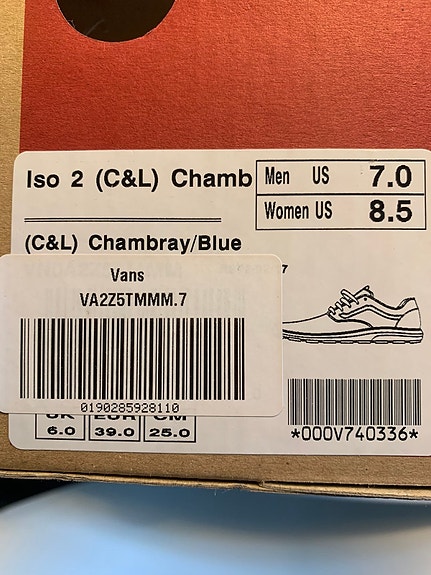 Iso 2 (C&L) Chamb
Men US 7.0
Women US 8.5
(C&L) Chambray/Blue
7
Vans
VA2Z5TMMM.7
0190285928110
UK EUR CM
6.0 39.0 25.0
*000V740336*